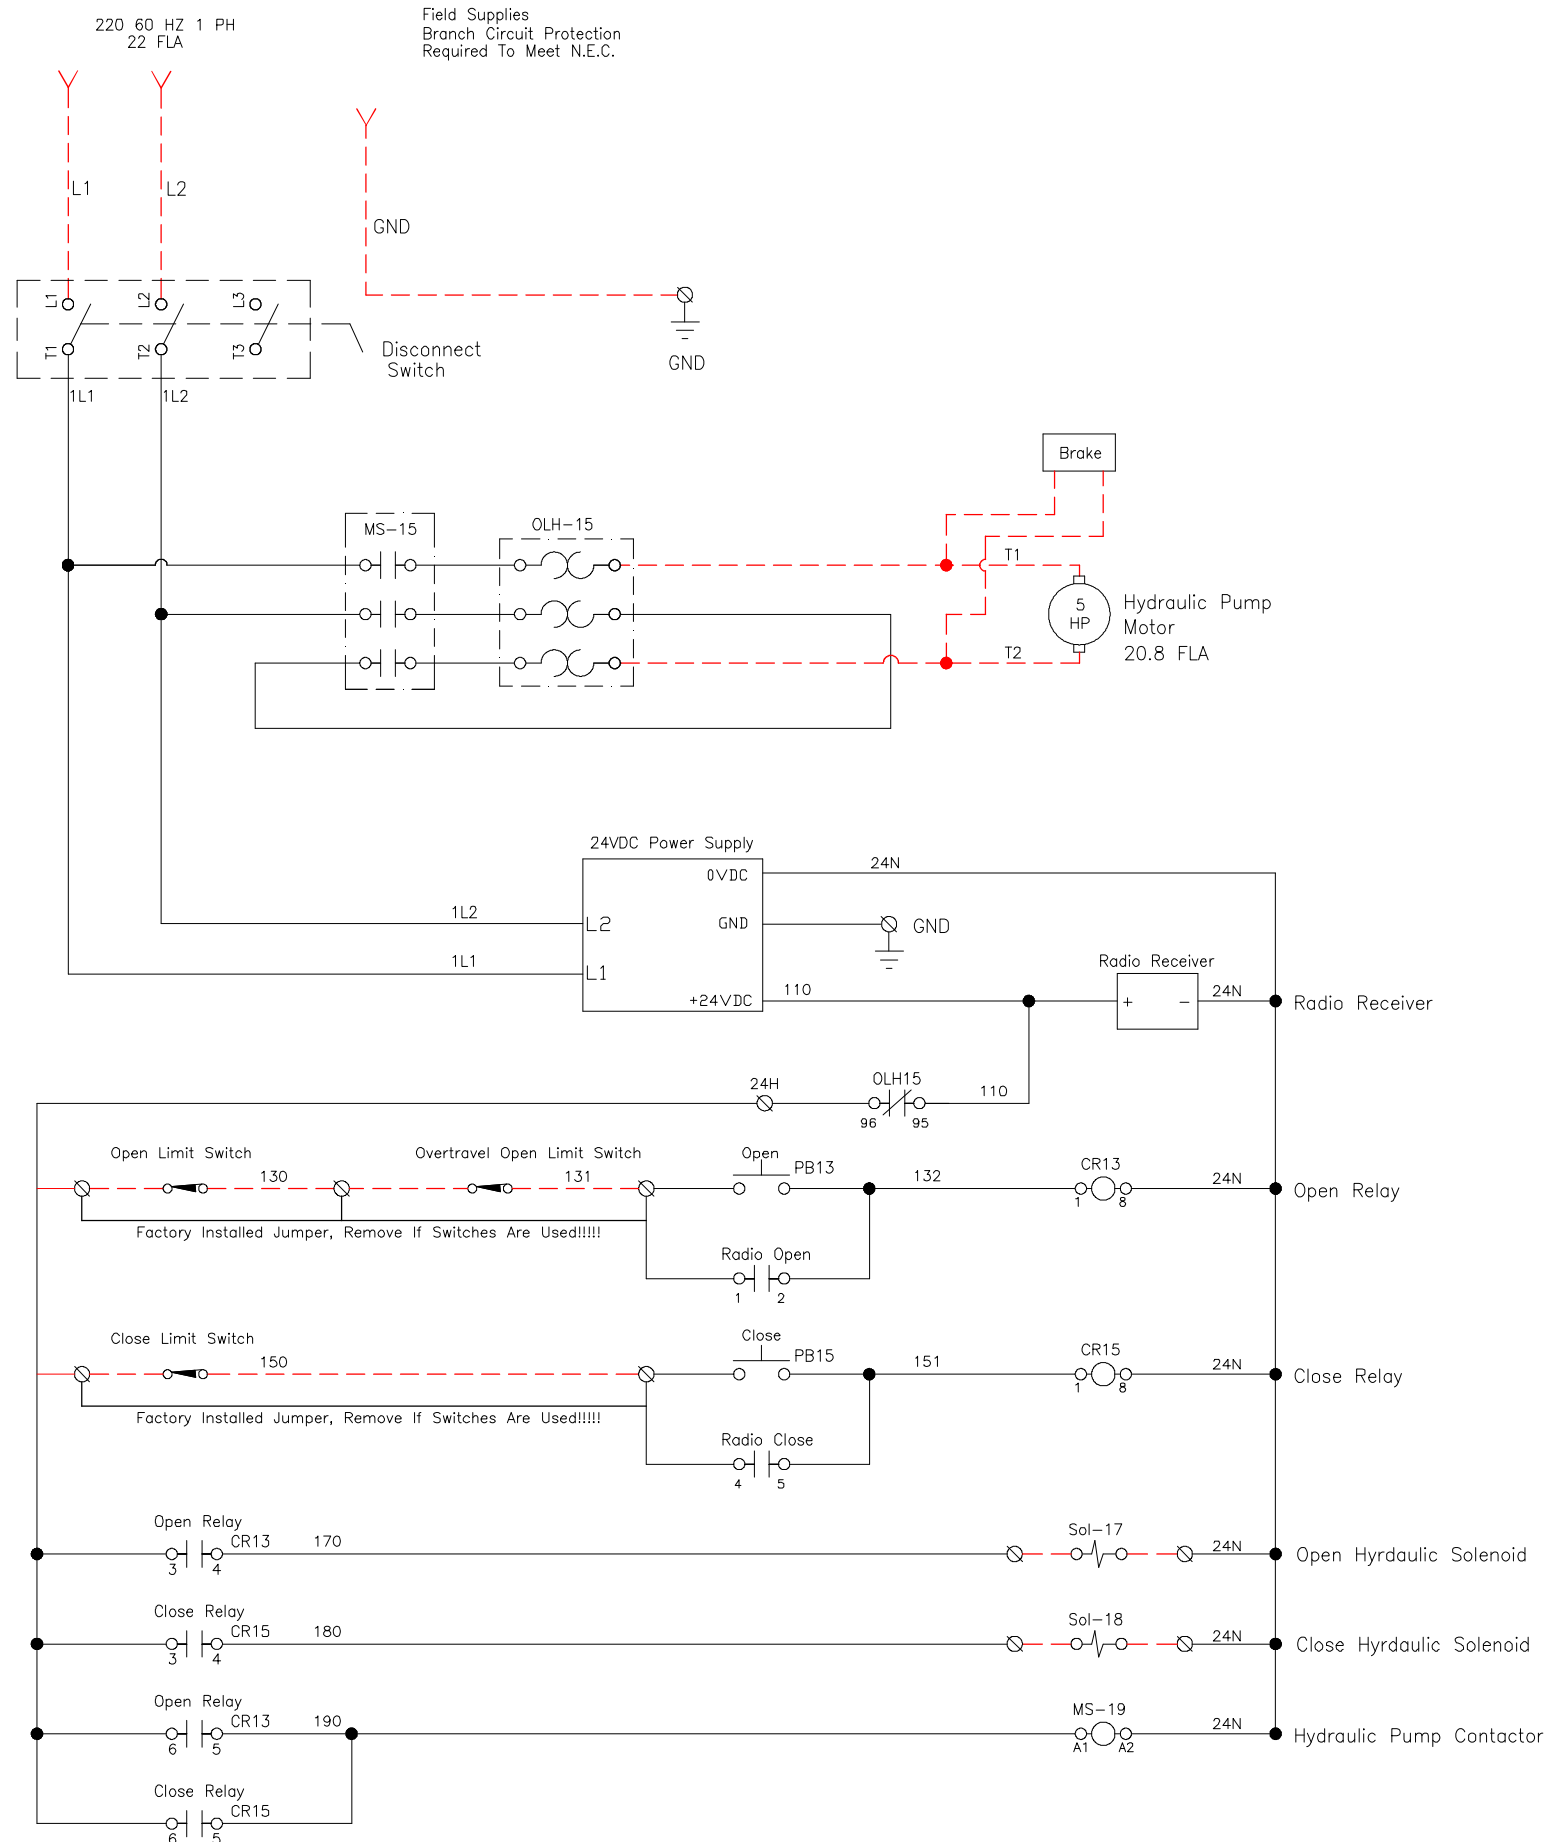 220 60 HZ 1 PH
22 FLA
Field Supplies
Branch Circuit Protection
Required To Meet N.E.C.
L1
L2
GND
L1
L2
L3
T1
T2
T3
Disconnect
Switch
GND
1L1
1L2
Brake
MS-15
OLH-15
T1
5
HP
Hydraulic Pump
Motor
20.8 FLA
T2
24VDC Power Supply
0VDC
24N
1L2
L2
GND
GND
1L1
L1
Radio Receiver
+24VDC
110
+
-
24N
Radio Receiver
24H
OLH15
110
96
95
Open Limit Switch
130
Overtravel Open Limit Switch
131
Open
PB13
132
CR13
1
8
24N
Open Relay
Factory Installed Jumper, Remove If Switches Are Used!!!!!
Radio Open
1
2
Close Limit Switch
150
Close
PB15
151
CR15
1
8
24N
Close Relay
Factory Installed Jumper, Remove If Switches Are Used!!!!!
Radio Close
4
5
Open Relay
CR13
3
4
170
Sol-17
24N
Open Hyrdaulic Solenoid
Close Relay
CR15
3
4
180
Sol-18
24N
Close Hyrdaulic Solenoid
Open Relay
CR13
6
5
190
MS-19
A1
A2
24N
Hydraulic Pump Contactor
Close Relay
CR15
6
5